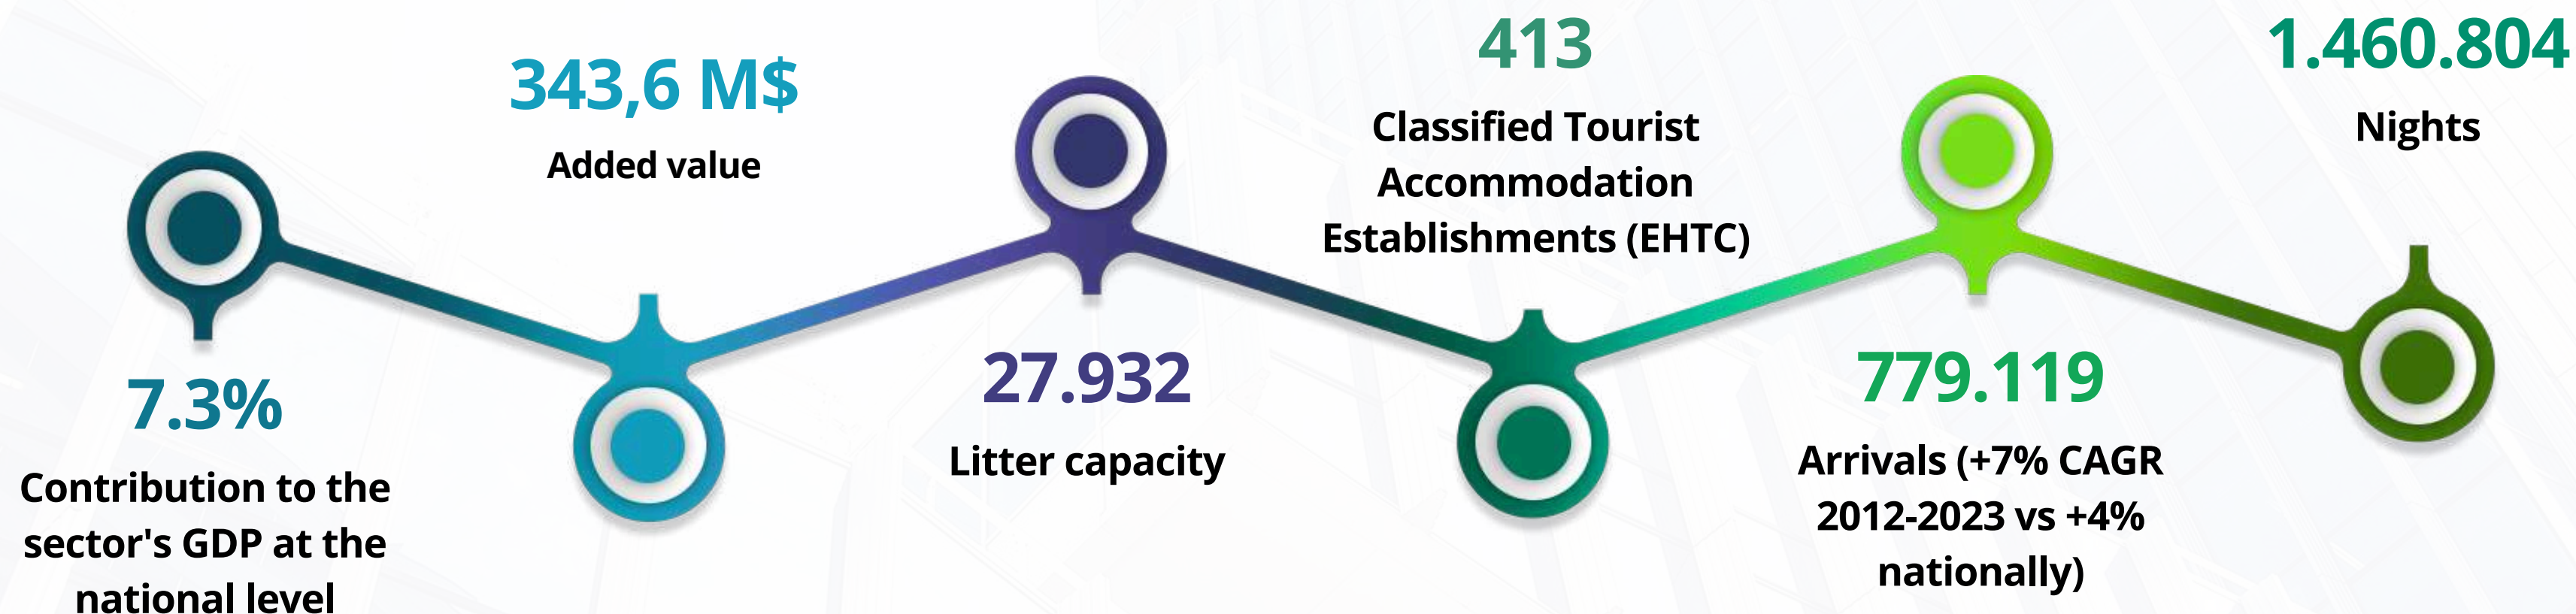 7.3%
Contribution to the
sector's GDP at the
national level
343,6 M$
Added value
27.932
Litter capacity
413
Classified Tourist
Accommodation
Establishments (EHTC)
779.119
Arrivals (+7% CAGR
2012-2023 vs +4%
nationally)
1.460.804
Nights